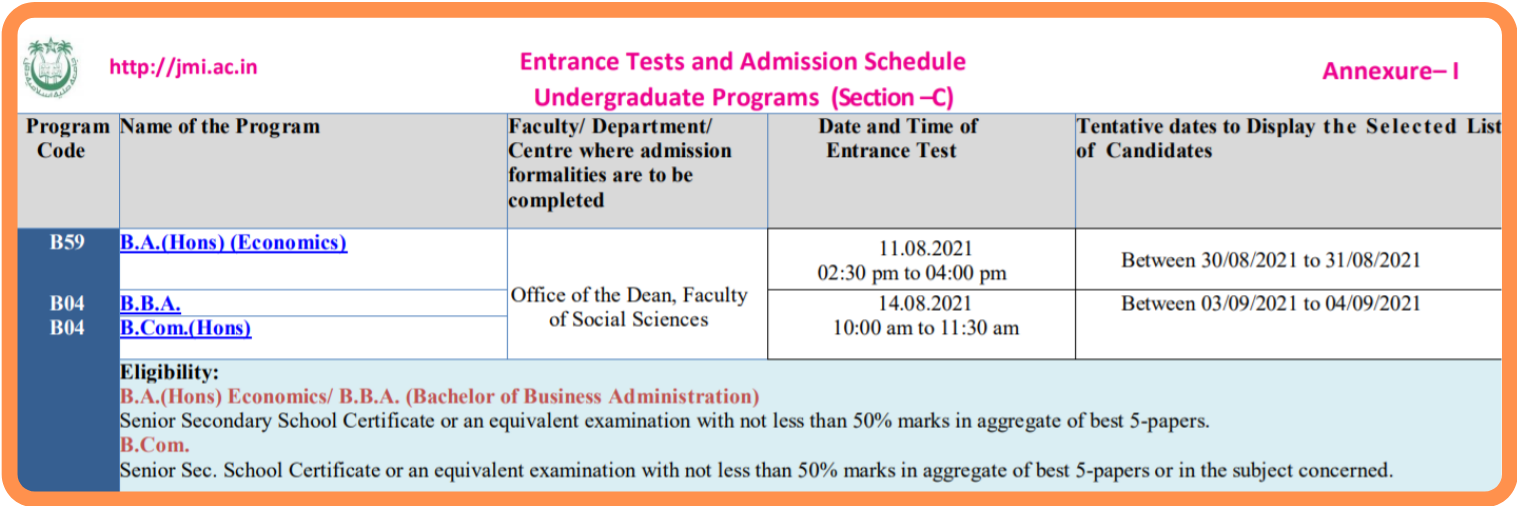 http://jmi.ac.in
Entrance Tests and Admission Schedule
Undergraduate Programs (Section –C)
Annexure– I
Program Code
Name of the Program
Faculty/ Department/
Centre where admission
formalities are to be
completed
Date and Time of
Entrance Test
Tentative dates to Display the Selected List
of Candidates
B59
B.A.(Hons) (Economics)
11.08.2021
02:30 pm to 04:00 pm
Between 30/08/2021 to 31/08/2021
Office of the Dean, Faculty
of Social Sciences
B04
B.B.A.
B04
B.Com.(Hons)
14.08.2021
10:00 am to 11:30 am
Between 03/09/2021 to 04/09/2021
Eligibility:
B.A.(Hons) Economics/ B.B.A. (Bachelor of Business Administration)
Senior Secondary School Certificate or an equivalent examination with not less than 50% marks in aggregate of best 5-papers.
B.Com.
Senior Sec. School Certificate or an equivalent examination with not less than 50% marks in aggregate of best 5-papers or in the subject concerned.